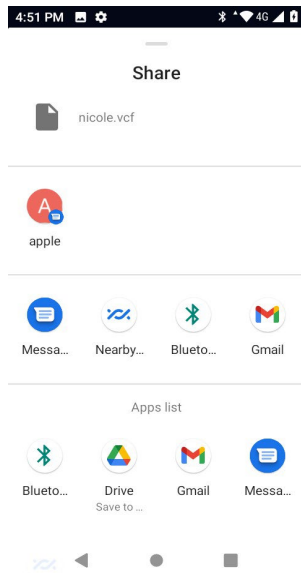 4:51 PM 4G
Share
nicole.vcf
A
apple
Messa... Nearby... Blueto... Gmail
Apps list
Blueto... Drive Gmail Messa...
Save to ...